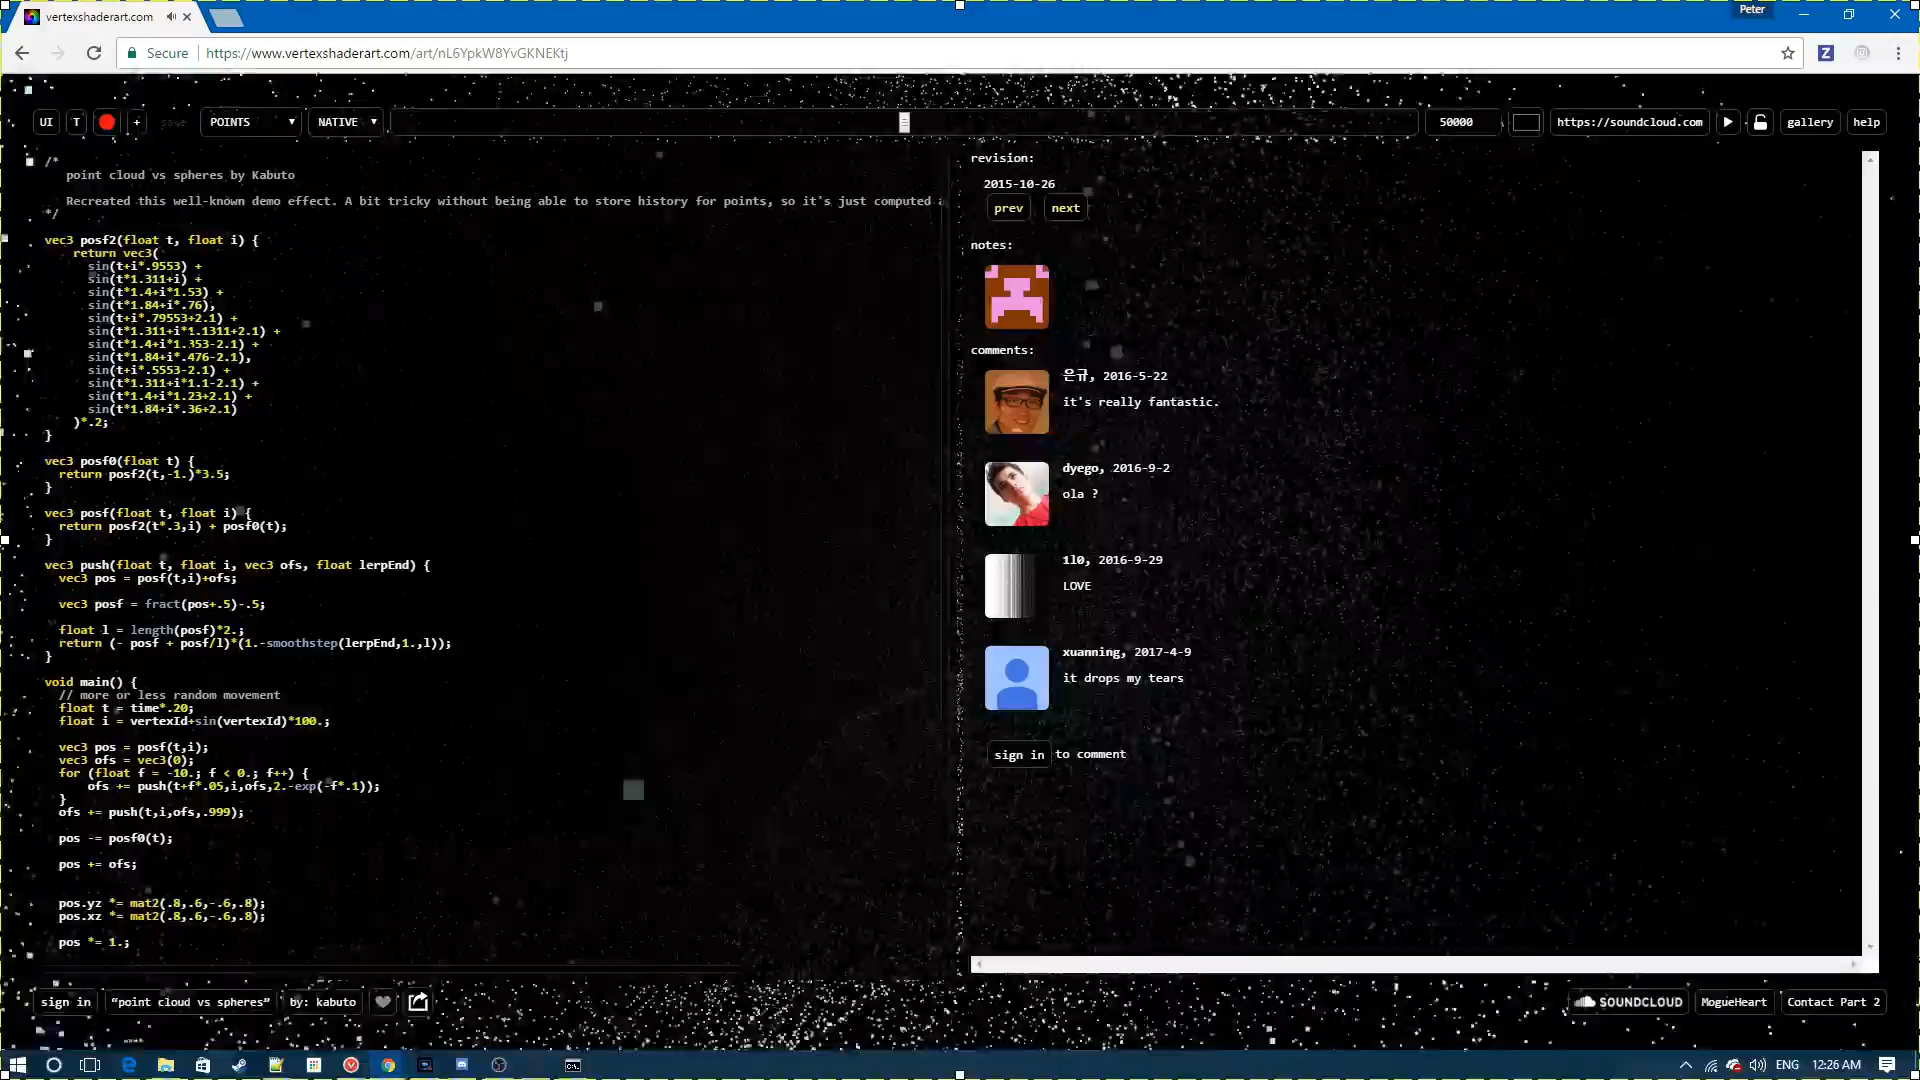 vertexshaderart.com
Peter
Secure
https://www.vertexshaderart.com/art/nL6YpkW8YvGKNEKtj
UI T + save POINTS NATIVE 50000 https://soundcloud.com gallery help
/*
point cloud vs spheres by Kabuto
Recreated this well-known demo effect. A bit tricky without being able to store history for points, so it's just computed
*/
vec3 posf2(float t, float i) {
return vec3(
sin(t+i*.9553) +
sin(t*1.311+i) +
sin(t*1.4+i*1.53) +
sin(t*1.84+i*.76),
sin(t+i*.79553+2.1) +
sin(t*1.311+i*1.1311+2.1) +
sin(t*1.4+i*1.353-2.1) +
sin(t*1.84+i*.476-2.1),
sin(t+i*.5553-2.1) +
sin(t*1.311+i*1.1-2.1) +
sin(t*1.4+i*1.23+2.1) +
sin(t*1.84+i*.36+2.1)
)*.2;
}
vec3 posf0(float t) {
return posf2(t,-1.)*3.5;
}
vec3 posf(float t, float i) {
return posf2(t*.3,i) + posf0(t);
}
vec3 push(float t, float i, vec3 ofs, float lerpEnd) {
vec3 pos = posf(t,i)+ofs;
vec3 posf = fract(pos+.5)-.5;
float l = length(posf)*2.;
return (- posf + posf/l)*(1.-smoothstep(lerpEnd,1.,l));
}
void main() {
// more or less random movement
float t = time*.20;
float i = vertexId+sin(vertexId)*100.;
vec3 pos = posf(t,i);
vec3 ofs = vec3(0);
for (float f = -10.; f < 0.; f++) {
ofs += push(t+f*.05,i,ofs,2.-exp(-f*.1));
}
ofs += push(t,i,ofs,.999);
pos -= posf0(t);
pos += ofs;
pos.yz *= mat2(.8,.6,-.6,.8);
pos.xz *= mat2(.8,.6,-.6,.8);
pos *= 1.;
revision:
2015-10-26
prev next
notes:
comments:
은규, 2016-5-22
it's really fantastic.
dyego, 2016-9-2
ola ?
1l0, 2016-9-29
LOVE
xuanning, 2017-4-9
it drops my tears
sign in to comment
sign in “point cloud vs spheres” by: kabuto
SOUNDCLOUD MogueHeart Contact Part 2
ENG 12:26 AM